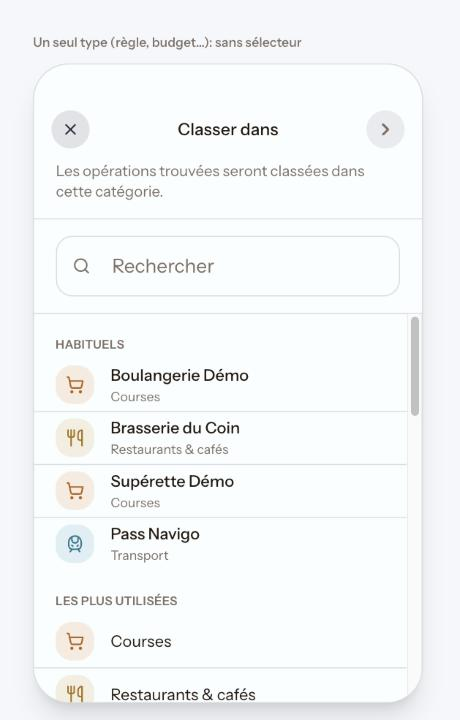 Un seul type (règle, budget…): sans sélecteur
Classer dans
Les opérations trouvées seront classées dans
cette catégorie.
Rechercher
HABITUELS
Boulangerie Démo
Courses
Brasserie du Coin
Restaurants & cafés
Supérette Démo
Courses
Pass Navigo
Transport
LES PLUS UTILISÉES
Courses
Restaurants & cafés